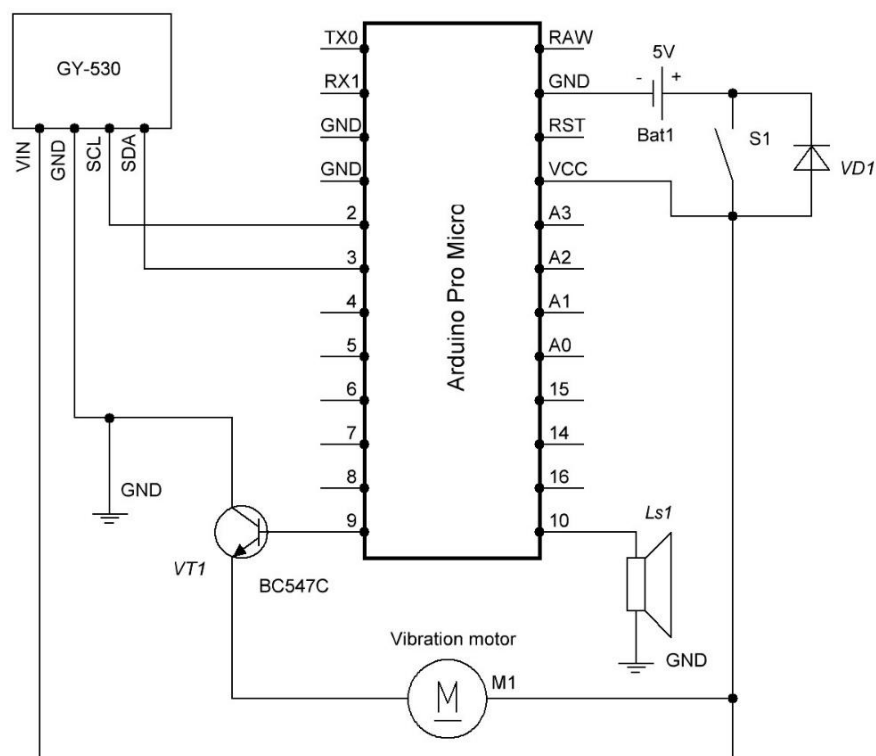 GY-530
VIN
GND
SCL
SDA
TX0
RX1
GND
GND
2
3
4
5
6
7
8
9
Arduino Pro Micro
RAW
GND
RST
VCC
A3
A2
A1
A0
15
14
16
10
5V
- +
Bat1
S1
VD1
GND
VT1
BC547C
Ls1
GND
Vibration motor
M
M1